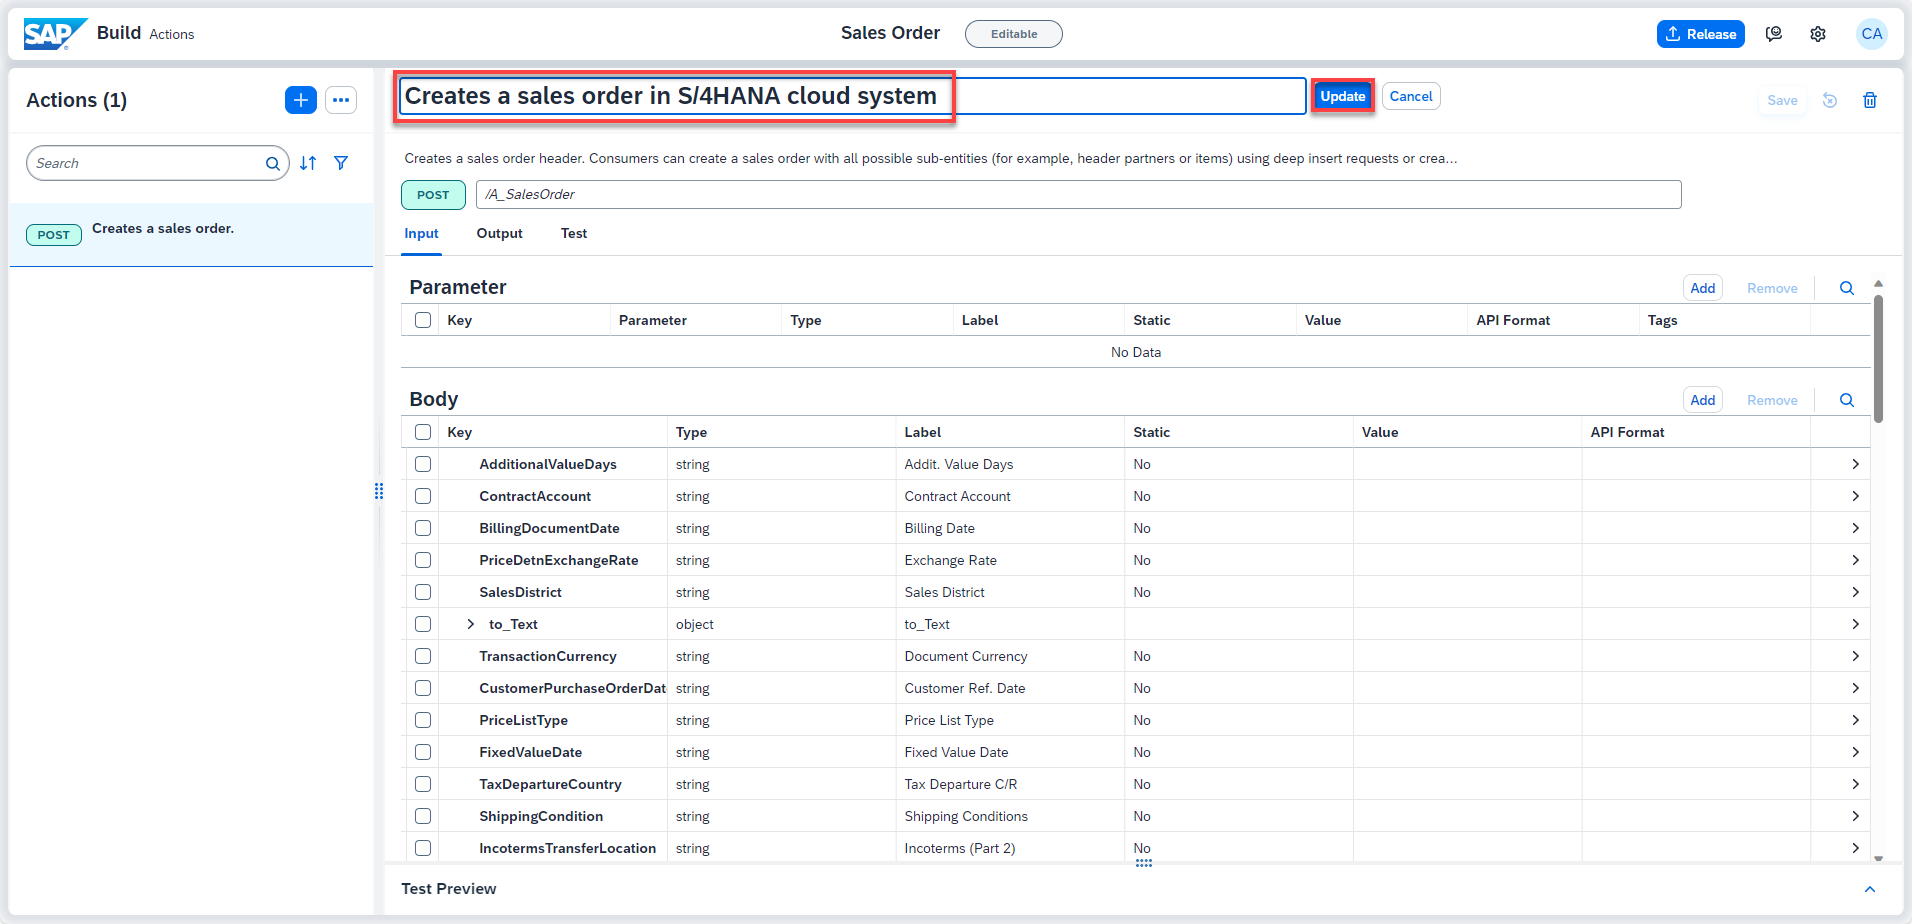 SAP Build Actions Sales Order Editable Release CA
Actions (1)
Creates a sales order in S/4HANA cloud system Update Cancel Save
Search
Creates a sales order header. Consumers can create a sales order with all possible sub-entities (for example, header partners or items) using deep insert requests or crea...
POST /A_SalesOrder
POST Creates a sales order.
Input Output Test
Parameter Add Remove
Key Parameter Type Label Static Value API Format Tags
No Data
Body Add Remove
Key Type Label Static Value API Format
AdditionalValueDays string Addit. Value Days No
ContractAccount string Contract Account No
BillingDocumentDate string Billing Date No
PriceDetnExchangeRate string Exchange Rate No
SalesDistrict string Sales District No
to_Text object to_Text
TransactionCurrency string Document Currency No
CustomerPurchaseOrderDat string Customer Ref. Date No
PriceListType string Price List Type No
FixedValueDate string Fixed Value Date No
TaxDepartureCountry string Tax Departure C/R No
ShippingCondition string Shipping Conditions No
IncotermsTransferLocation string Incoterms (Part 2) No
Test Preview